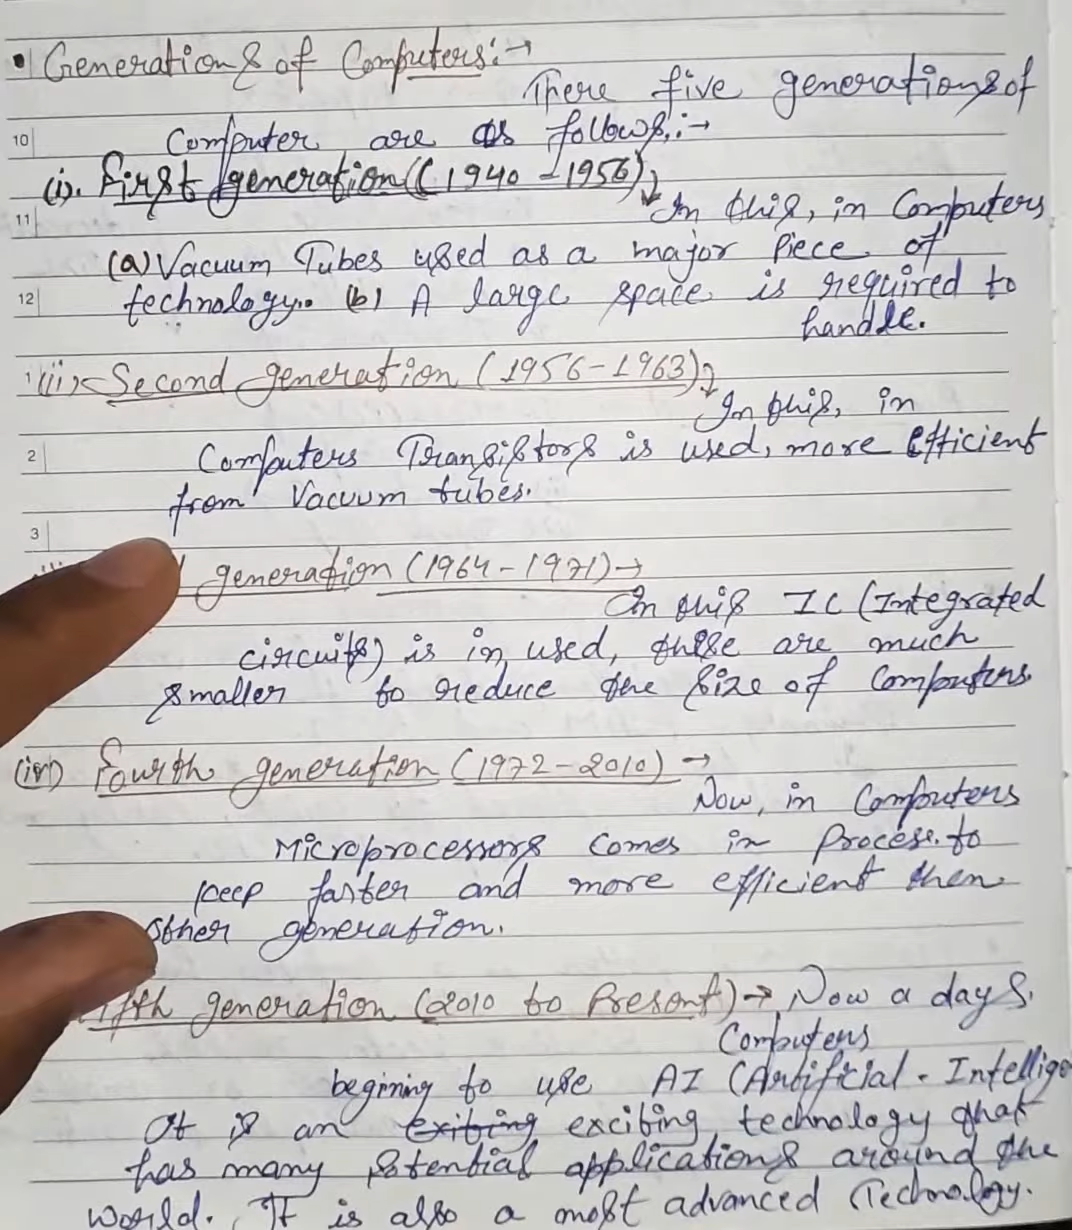 • Generations of Computers:→
There five generations of
10
Computer are as follows:→
(i). First generation (1940-1956)
11
In this, in Computers
(a) Vacuum Tubes used as a major Piece of
12
technology. (b) A large space is required to
handle.
1
(ii) Second generation (1956-1963)
In this, in
2
Computers Transistors is used, more Efficient
from Vacuum tubes.
3
generation (1964-1971)→
In this IC (Integrated
circuits) is in used, these are much
smaller to reduce the size of Computers.
(iv) Fourth generation (1972-2010)→
Now, in Computers
Microprocessors comes in Process. to
keep faster and more efficient then
other generation.
generation (2010 to Present)→ Now a days.
Computers
begining to use AI (Artificial - Intellige
It is an exiting exciting technology that
has many potential applications around the
world. It is also a most advanced Technology.